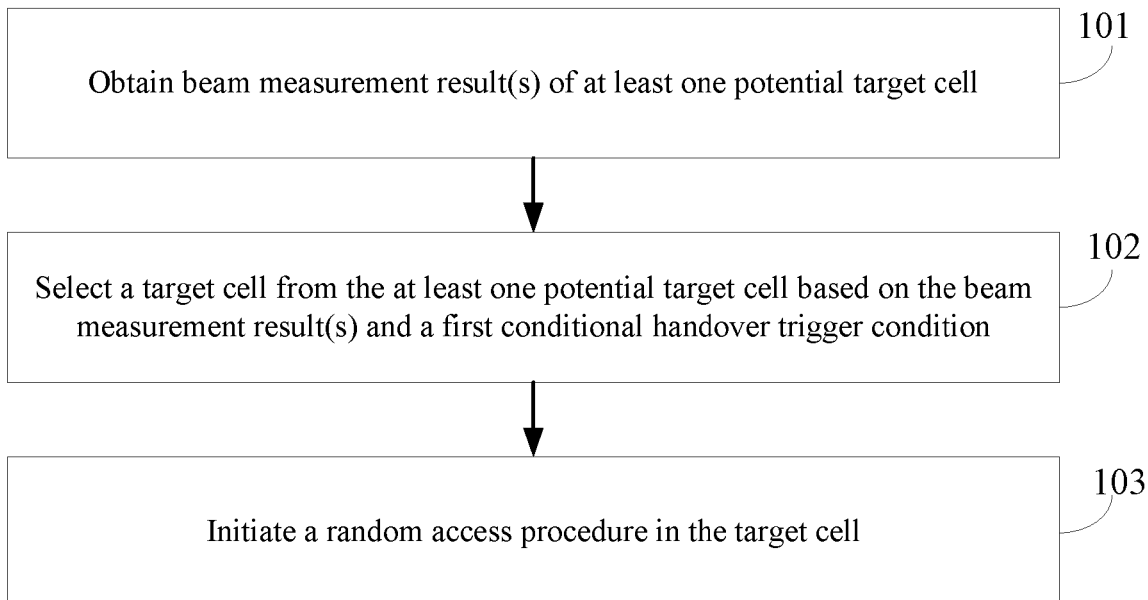 101
Obtain beam measurement result(s) of at least one potential target cell
102
Select a target cell from the at least one potential target cell based on the beam
measurement result(s) and a first conditional handover trigger condition
103
Initiate a random access procedure in the target cell